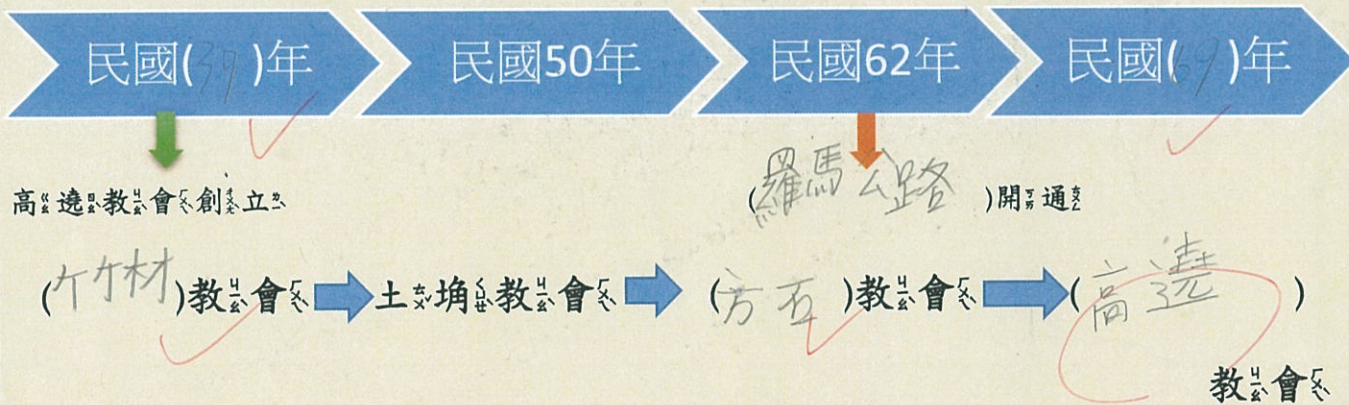 民國(39)年 民國50年 民國62年 民國(69)年
高遶教會創立 (羅馬公路)開通
(竹材)教會 土埆教會 (方瓦)教會 (高遶)
教會